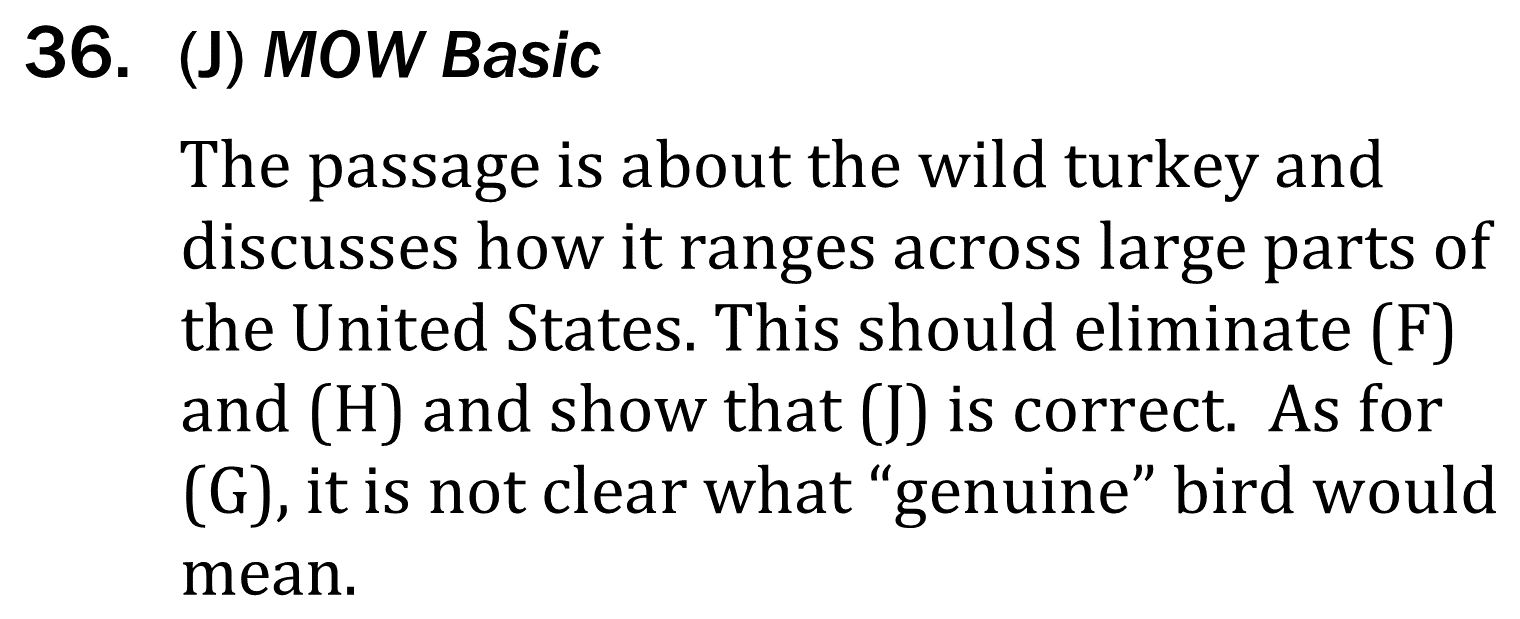 36. (J) MOW Basic
The passage is about the wild turkey and
discusses how it ranges across large parts of
the United States. This should eliminate (F)
and (H) and show that (J) is correct.  As for
(G), it is not clear what “genuine” bird would
mean.